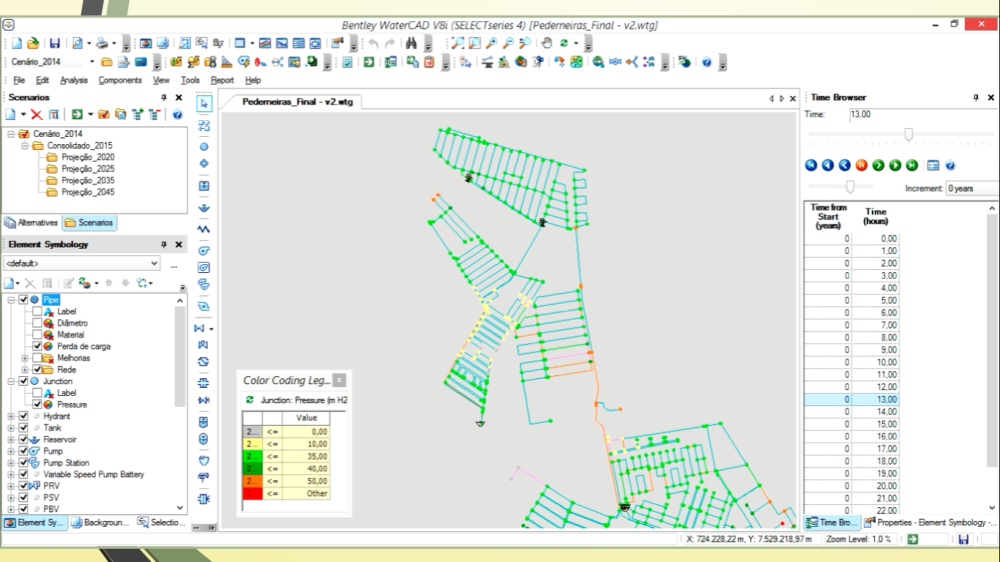 Bentley WaterCAD V8i (SELECTseries 4) [Pederneiras_Final - v2.wtg]
Cenário_2014
File Edit Analysis Components View Tools Report Help
Scenarios
Cenário_2014
Consolidado_2015
Projeção_2020
Projeção_2025
Projeção_2035
Projeção_2045
Alternatives Scenarios
Element Symbology
<default>
...
Pipe
Label
Diâmetro
Material
Perda de carga
Melhorias
Rede
Junction
Label
Pressure
Hydrant
Tank
Reservoir
Pump
Pump Station
Variable Speed Pump Battery
PRV
PSV
PBV
Element Sy... Backgroun... Selectio...
Pederneiras_Final - v2.wtg
Color Coding Leg...
Junction: Pressure (m H2
Value
2... <= 0,00
2... <= 10,00
2... <= 35,00
2... <= 40,00
2... <= 50,00
2... <= Other
Time Browser
Time: 13,00
Increment: 0 years
Time from Start (years) Time (hours)
0 0,00
0 1,00
0 2,00
0 3,00
0 4,00
0 5,00
0 6,00
0 7,00
0 8,00
0 9,00
0 10,00
0 11,00
0 12,00
0 13,00
0 14,00
0 15,00
0 16,00
0 17,00
0 18,00
0 19,00
0 20,00
0 21,00
0 22,00
Time Bro... Properties - Element Symbology -...
X: 724.228,22 m, Y: 7.529.218,97 m Zoom Level: 1,0 %